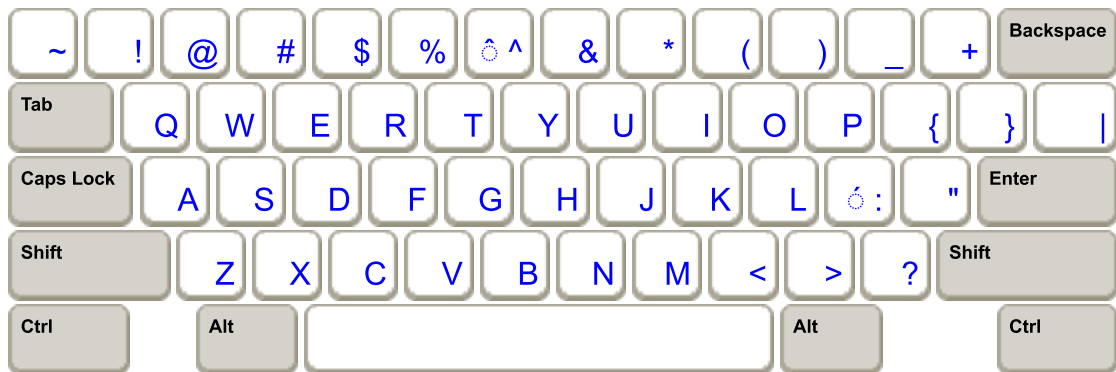 ~ ! @ # $ % ◌̂ ^ & * ( ) _ + Backspace
Tab Q W E R T Y U I O P { } |
Caps Lock A S D F G H J K L ◌́ : " Enter
Shift Z X C V B N M < > ? Shift
Ctrl Alt Alt Ctrl